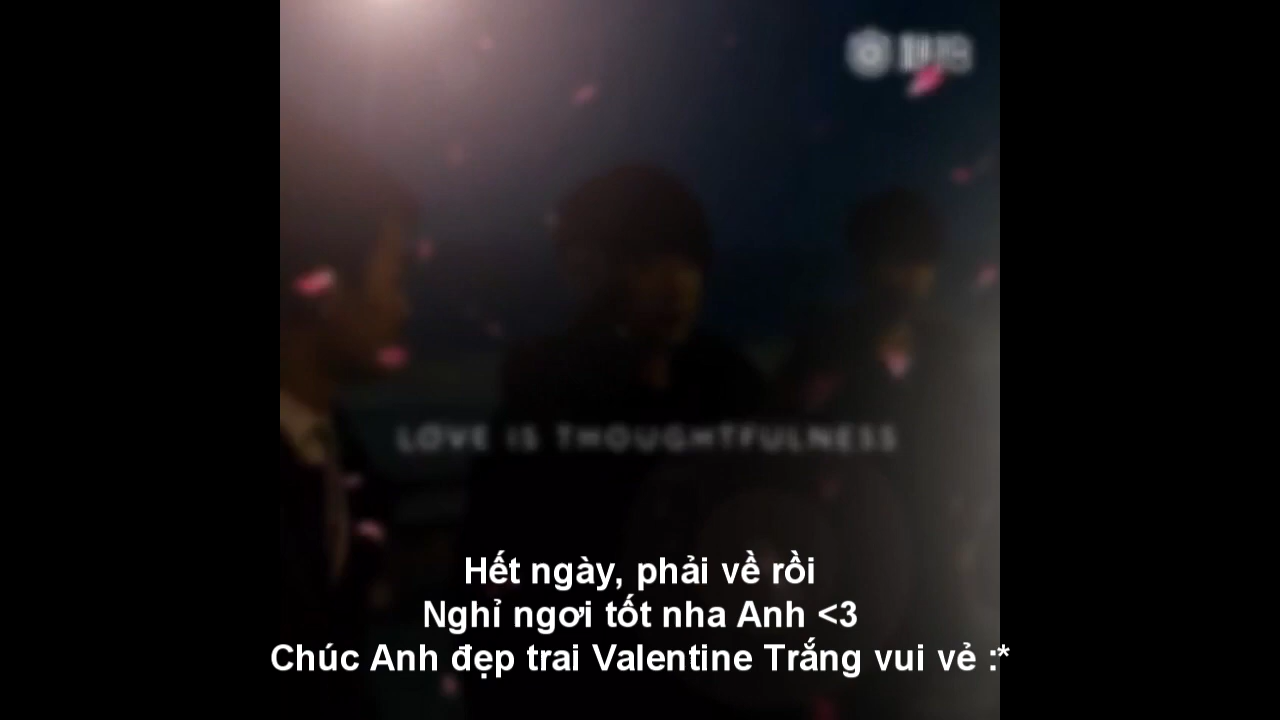 LOVE IS THOUGHTFULNESS
Hết ngày, phải về rồi
Nghỉ ngơi tốt nha Anh <3
Chúc Anh đẹp trai Valentine Trắng vui vẻ :*